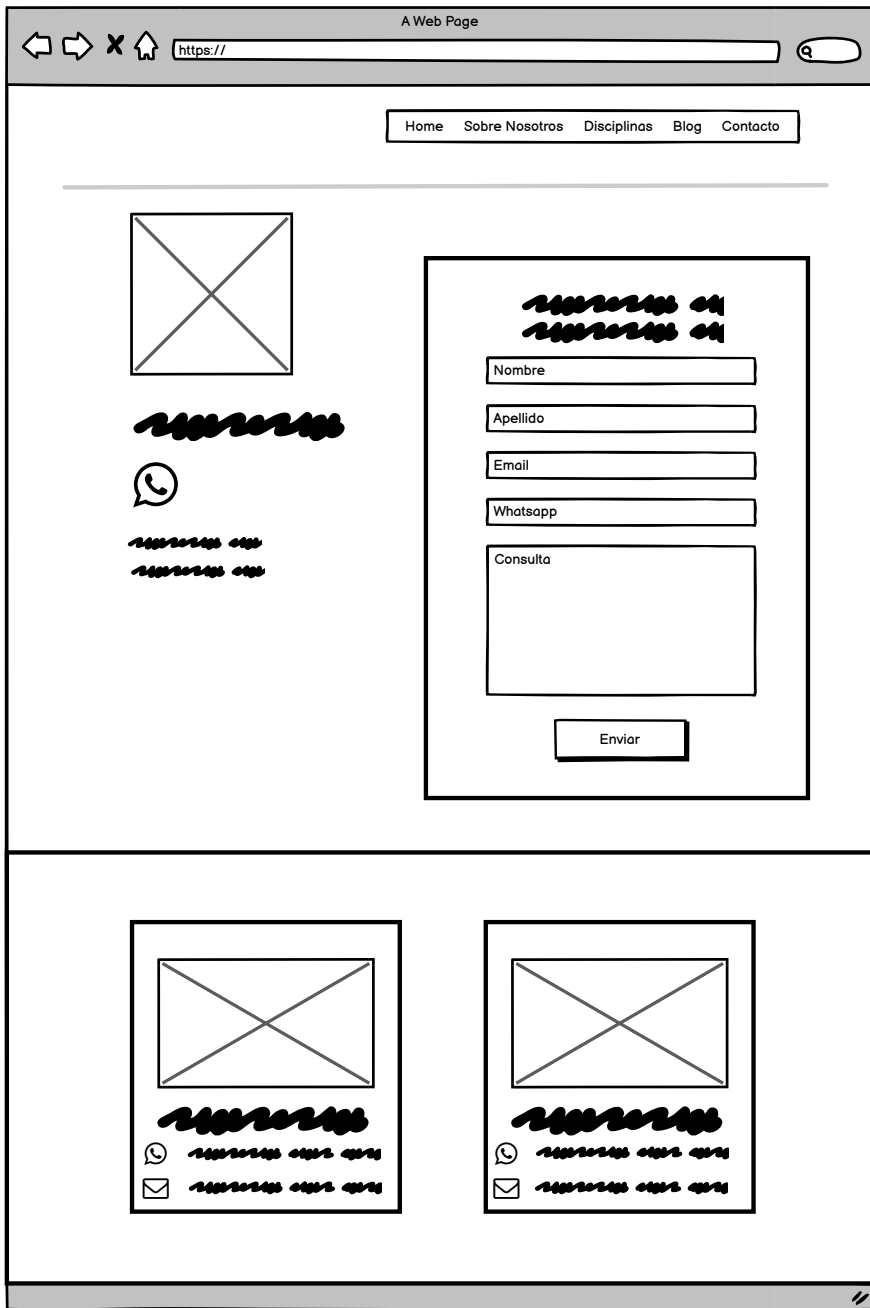 A Web Page
https://
Home Sobre Nosotros Disciplinas Blog Contacto
Nombre
Apellido
Email
Whatsapp
Consulta
Enviar